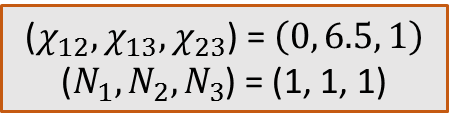 (χ₁₂, χ₁₃, χ₂₃) = (0, 6.5, 1)
(N₁, N₂, N₃) = (1, 1, 1)